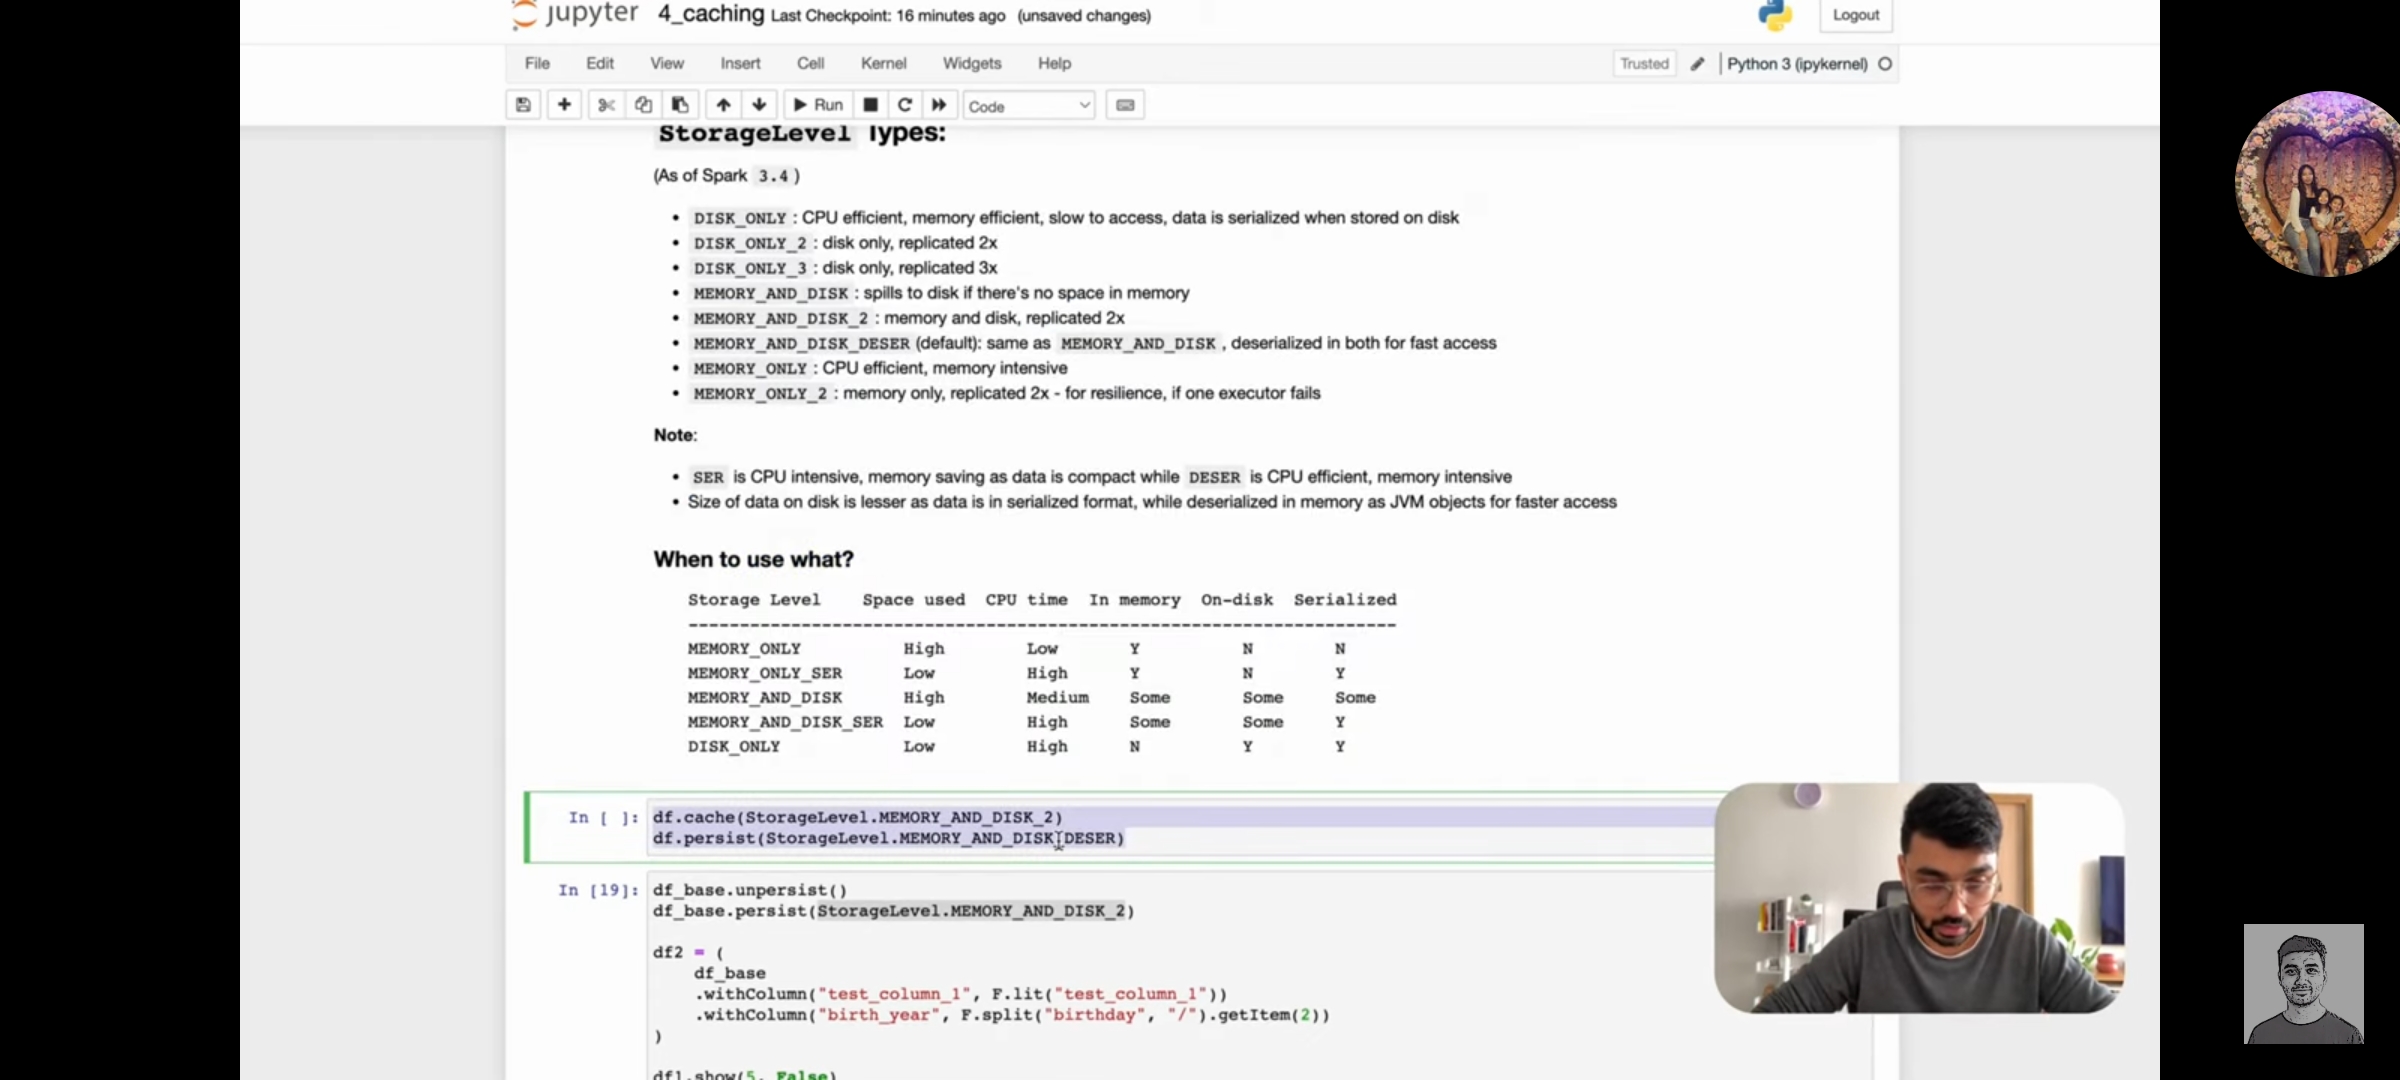 jupyter 4_caching Last Checkpoint: 16 minutes ago (unsaved changes)
Logout
File Edit View Insert Cell Kernel Widgets Help
Trusted Python 3 (ipykernel)
Run Code
StorageLevel Types:
(As of Spark 3.4)
• DISK_ONLY : CPU efficient, memory efficient, slow to access, data is serialized when stored on disk
• DISK_ONLY_2 : disk only, replicated 2x
• DISK_ONLY_3 : disk only, replicated 3x
• MEMORY_AND_DISK : spills to disk if there's no space in memory
• MEMORY_AND_DISK_2 : memory and disk, replicated 2x
• MEMORY_AND_DISK_DESER (default): same as MEMORY_AND_DISK , deserialized in both for fast access
• MEMORY_ONLY : CPU efficient, memory intensive
• MEMORY_ONLY_2 : memory only, replicated 2x - for resilience, if one executor fails
Note:
• SER is CPU intensive, memory saving as data is compact while DESER is CPU efficient, memory intensive
• Size of data on disk is lesser as data is in serialized format, while deserialized in memory as JVM objects for faster access
When to use what?
Storage Level Space used CPU time In memory On-disk Serialized
---------------------------------------------------------------------
MEMORY_ONLY High Low Y N N
MEMORY_ONLY_SER Low High Y N Y
MEMORY_AND_DISK High Medium Some Some Some
MEMORY_AND_DISK_SER Low High Some Some Y
DISK_ONLY Low High N Y Y
In [ ]: df.cache(StorageLevel.MEMORY_AND_DISK_2)
df.persist(StorageLevel.MEMORY_AND_DISK_DESER)
In [19]: df_base.unpersist()
df_base.persist(StorageLevel.MEMORY_AND_DISK_2)
df2 = (
df_base
.withColumn("test_column_1", F.lit("test_column_1"))
.withColumn("birth_year", F.split("birthday", "/").getItem(2))
)
df1.show(5, False)